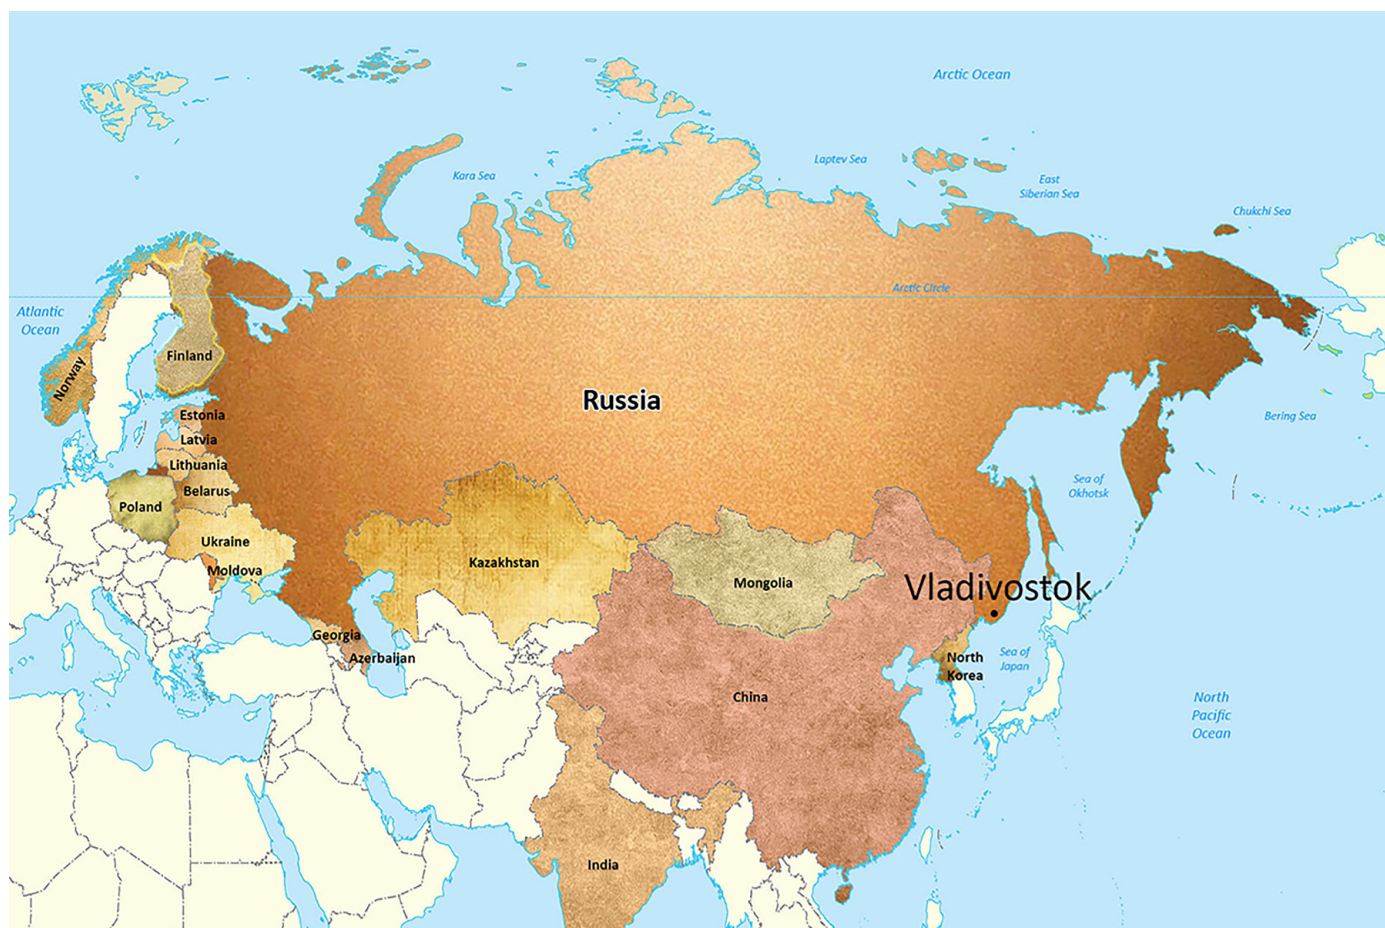 Arctic Ocean
Laptev Sea
Kara Sea
East
Siberian Sea
Chukchi Sea
Arctic Circle
Atlantic
Ocean
Finland
Norway
Russia
Estonia
Bering Sea
Latvia
Lithuania
Sea of
Okhotsk
Belarus
Poland
Ukraine
Kazakhstan
Moldova
Mongolia
Vladivostok
Georgia
Azerbaijan
North
Korea
Sea of
Japan
China
North
Pacific
Ocean
India